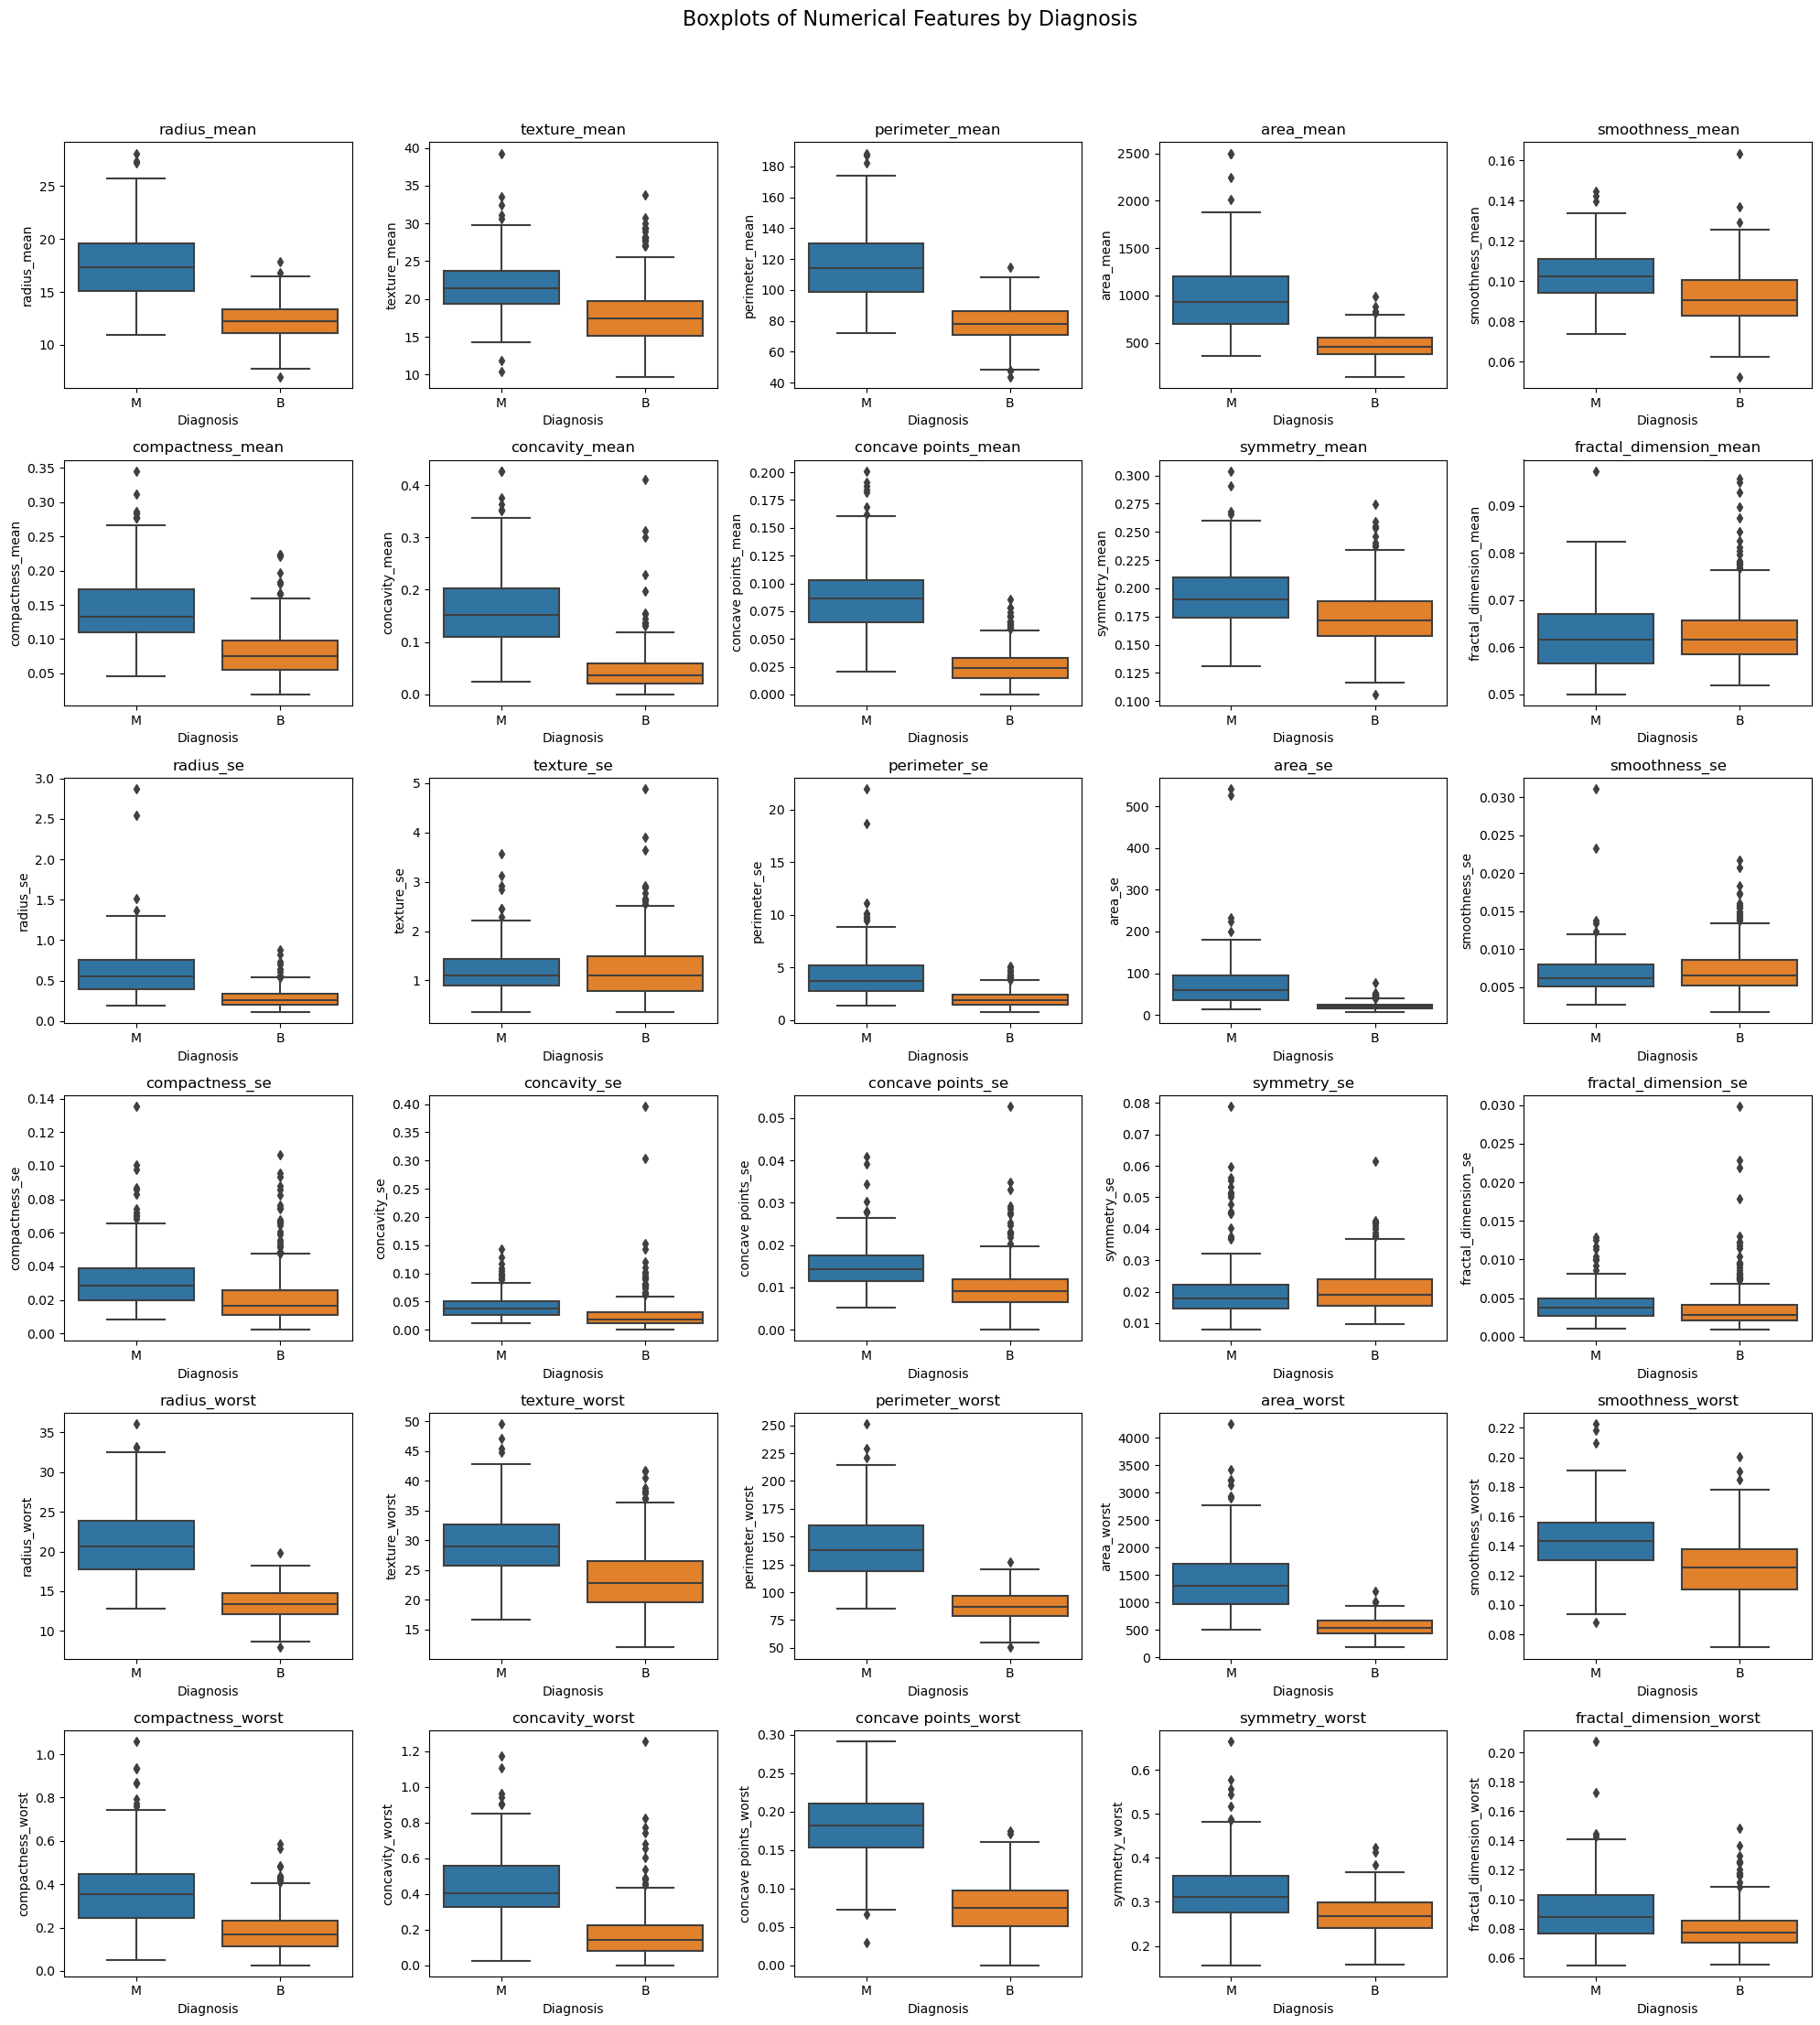 Boxplots of Numerical Features by Diagnosis
radius_mean
radius_mean
25
20
15
10
M B
Diagnosis
texture_mean
texture_mean
40
35
30
25
20
15
10
M B
Diagnosis
perimeter_mean
perimeter_mean
180
160
140
120
100
80
60
40
M B
Diagnosis
area_mean
area_mean
2500
2000
1500
1000
500
M B
Diagnosis
smoothness_mean
smoothness_mean
0.16
0.14
0.12
0.10
0.08
0.06
M B
Diagnosis
compactness_mean
compactness_mean
0.35
0.30
0.25
0.20
0.15
0.10
0.05
M B
Diagnosis
concavity_mean
concavity_mean
0.4
0.3
0.2
0.1
0.0
M B
Diagnosis
concave points_mean
concave points_mean
0.200
0.175
0.150
0.125
0.100
0.075
0.050
0.025
0.000
M B
Diagnosis
symmetry_mean
symmetry_mean
0.300
0.275
0.250
0.225
0.200
0.175
0.150
0.125
0.100
M B
Diagnosis
fractal_dimension_mean
fractal_dimension_mean
0.09
0.08
0.07
0.06
0.05
M B
Diagnosis
radius_se
radius_se
3.0
2.5
2.0
1.5
1.0
0.5
0.0
M B
Diagnosis
texture_se
texture_se
5
4
3
2
1
M B
Diagnosis
perimeter_se
perimeter_se
20
15
10
5
0
M B
Diagnosis
area_se
area_se
500
400
300
200
100
0
M B
Diagnosis
smoothness_se
smoothness_se
0.030
0.025
0.020
0.015
0.010
0.005
M B
Diagnosis
compactness_se
compactness_se
0.14
0.12
0.10
0.08
0.06
0.04
0.02
0.00
M B
Diagnosis
concavity_se
concavity_se
0.40
0.35
0.30
0.25
0.20
0.15
0.10
0.05
0.00
M B
Diagnosis
concave points_se
concave points_se
0.05
0.04
0.03
0.02
0.01
0.00
M B
Diagnosis
symmetry_se
symmetry_se
0.08
0.07
0.06
0.05
0.04
0.03
0.02
0.01
M B
Diagnosis
fractal_dimension_se
fractal_dimension_se
0.030
0.025
0.020
0.015
0.010
0.005
0.000
M B
Diagnosis
radius_worst
radius_worst
35
30
25
20
15
10
M B
Diagnosis
texture_worst
texture_worst
50
45
40
35
30
25
20
15
M B
Diagnosis
perimeter_worst
perimeter_worst
250
225
200
175
150
125
100
75
50
M B
Diagnosis
area_worst
area_worst
4000
3500
3000
2500
2000
1500
1000
500
0
M B
Diagnosis
smoothness_worst
smoothness_worst
0.22
0.20
0.18
0.16
0.14
0.12
0.10
0.08
M B
Diagnosis
compactness_worst
compactness_worst
1.0
0.8
0.6
0.4
0.2
0.0
M B
Diagnosis
concavity_worst
concavity_worst
1.2
1.0
0.8
0.6
0.4
0.2
0.0
M B
Diagnosis
concave points_worst
concave points_worst
0.30
0.25
0.20
0.15
0.10
0.05
0.00
M B
Diagnosis
symmetry_worst
symmetry_worst
0.6
0.5
0.4
0.3
0.2
M B
Diagnosis
fractal_dimension_worst
fractal_dimension_worst
0.20
0.18
0.16
0.14
0.12
0.10
0.08
0.06
M B
Diagnosis